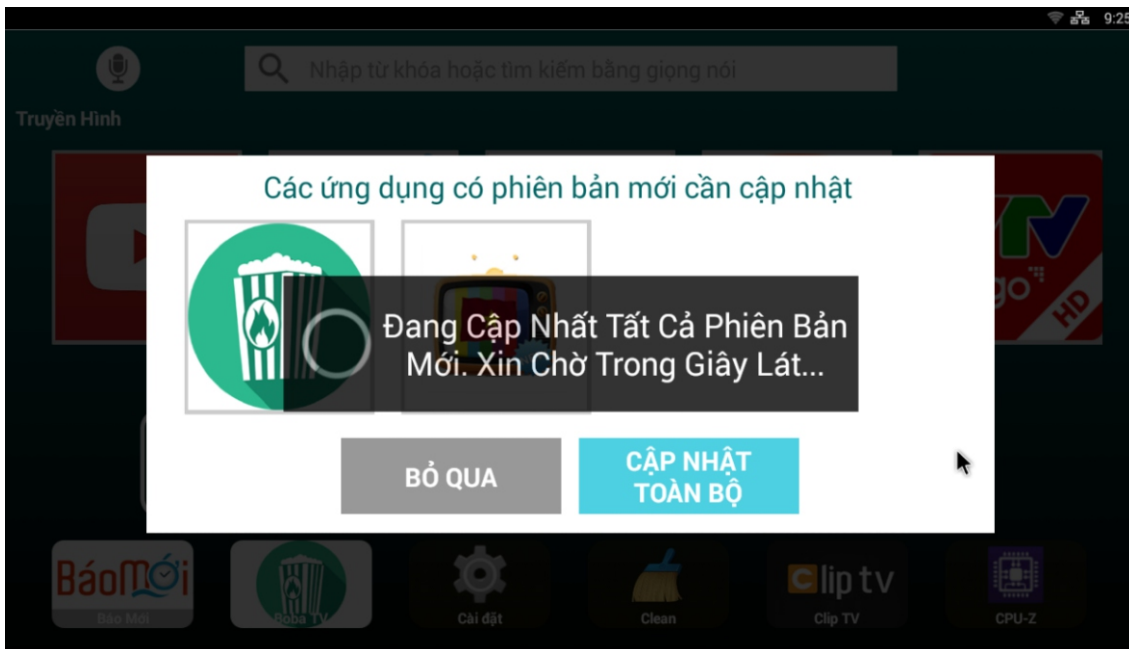 9:25
Nhập từ khóa hoặc tìm kiếm bằng giọng nói
Truyền Hình
Các ứng dụng có phiên bản mới cần cập nhật
Đang Cập Nhất Tất Cả Phiên Bản
Mới. Xin Chờ Trong Giây Lát...
go
HD
BỎ QUA
CẬP NHẬT
TOÀN BỘ
BáoMới
Clip tv
Báo Mới
Boba TV
Cài đặt
Clean
Clip TV
CPU-Z